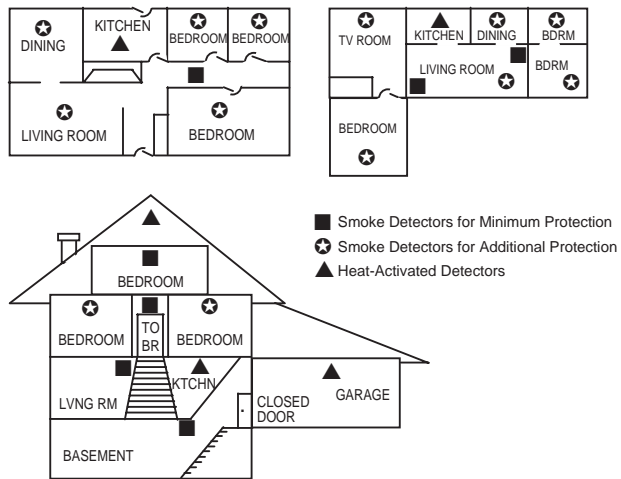 DINING
KITCHEN
BEDROOM
BEDROOM
LIVING ROOM
BEDROOM
TV ROOM
KITCHEN
DINING
BDRM
LIVING ROOM
BDRM
BEDROOM
Smoke Detectors for Minimum Protection
Smoke Detectors for Additional Protection
Heat-Activated Detectors
BEDROOM
BEDROOM
TO
BR
BEDROOM
LVNG RM
KTCHN
CLOSED
DOOR
GARAGE
BASEMENT